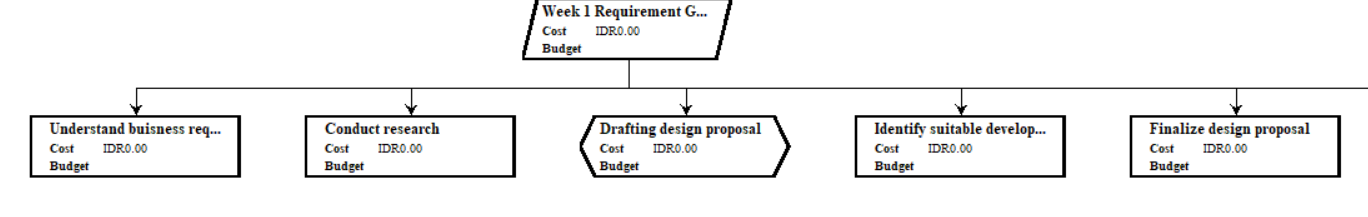 Week 1 Requirement G...
Cost IDR0.00
Budget
Understand buisness req...
Cost IDR0.00
Budget
Conduct research
Cost IDR0.00
Budget
Drafting design proposal
Cost IDR0.00
Budget
Identify suitable develop...
Cost IDR0.00
Budget
Finalize design proposal
Cost IDR0.00
Budget